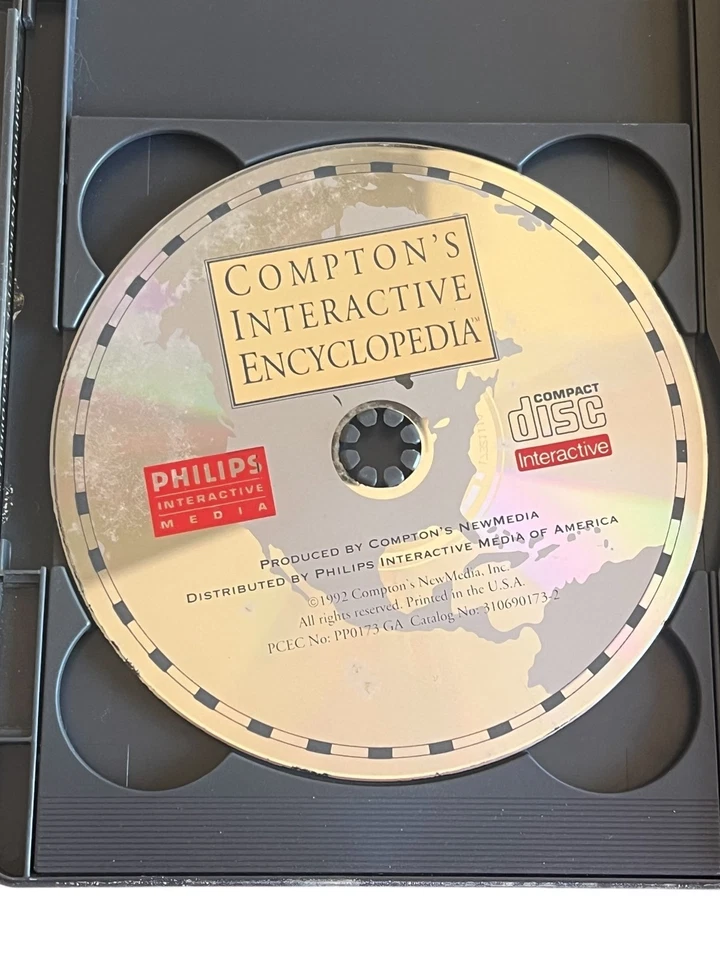 COMPTON'S
INTERACTIVE
ENCYCLOPEDIA™
COMPACT
disc
Interactive
PHILIPS
INTERACTIVE
MEDIA
PRODUCED BY COMPTON'S NEWMEDIA
DISTRIBUTED BY PHILIPS INTERACTIVE MEDIA OF AMERICA
©1992 Compton's NewMedia, Inc.
All rights reserved. Printed in the U.S.A.
PCEC No: PP0173 GA Catalog No: 310690173-2